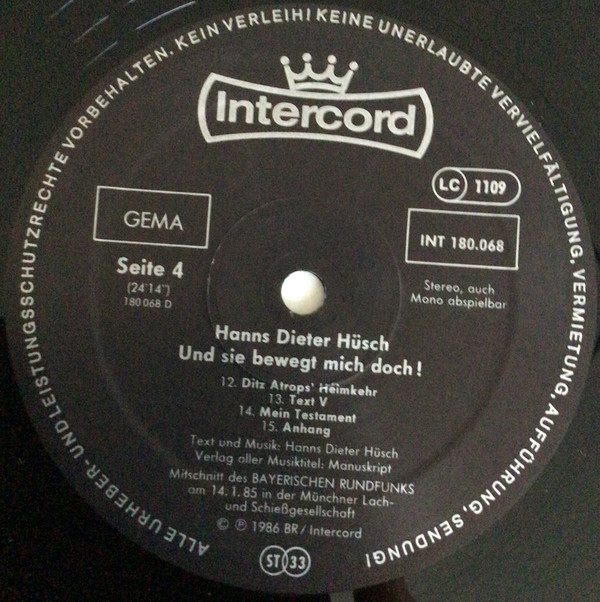 ALLE URHEBER- UND LEISTUNGSSCHUTZRECHTE VORBEHALTEN. KEIN VERLEIH! KEINE UNERLAUBTE VERVIELFÄLTIGUNG, VERMIETUNG, AUFFÜHRUNG, SENDUNG!
Intercord
LC 1109
GEMA
INT 180.068
Seite 4
(24'14")
180 068 D
Stereo, auch
Mono abspielbar
Hanns Dieter Hüsch
Und sie bewegt mich doch!
12. Ditz Atrops' Heimkehr
13. Text V
14. Mein Testament
15. Anhang
Text und Musik: Hanns Dieter Hüsch
Verlag aller Musiktitel: Manuskript
Mitschnitt des BAYERISCHEN RUNDFUNKS
am 14.1.85 in der Münchner Lach-
und Schießgesellschaft
© ℗ 1986 BR / Intercord
ST 33